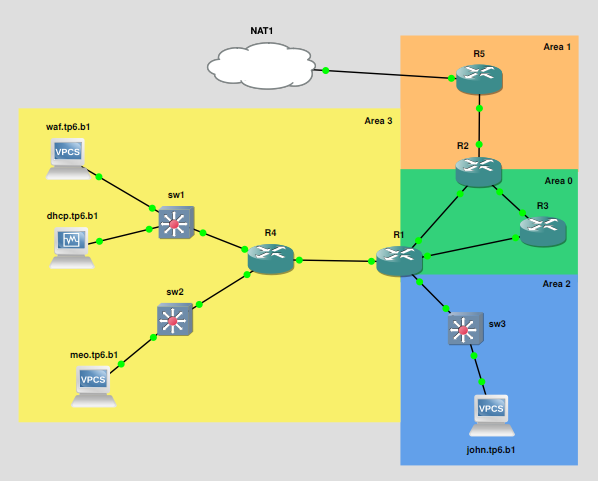 NAT1
Area 1
R5
Area 3
waf.tp6.b1
VPCS
R2
Area 0
sw1
R3
dhcp.tp6.b1
R4
R1
Area 2
sw2
sw3
meo.tp6.b1
VPCS
VPCS
john.tp6.b1